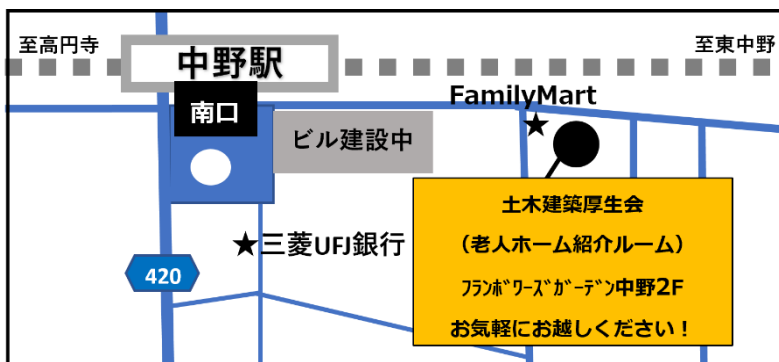 至高円寺
中野駅
至東中野
南口
FamilyMart
★
ビル建設中
★三菱UFJ銀行
420
土木建築厚生会
（老人ホーム紹介ルーム）
ﾌﾗﾝﾎﾞﾜｰｽﾞｶﾞｰﾃﾞﾝ中野2F
お気軽にお越しください！